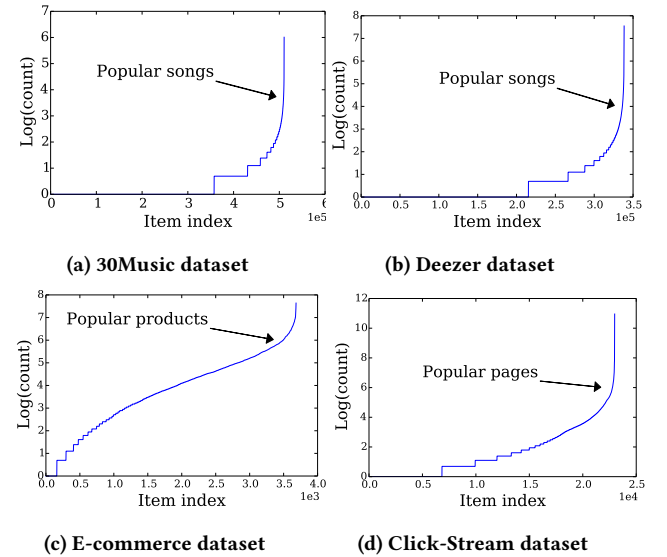 7
6
5
4
3
2
1
0
Log(count)
Popular songs
0 1 2 3 4 5 6
1e5
Item index
(a) 30Music dataset
8
7
6
5
4
3
2
1
0
Log(count)
Popular songs
0.0 0.5 1.0 1.5 2.0 2.5 3.0 3.5
1e5
Item index
(b) Deezer dataset
8
7
6
5
4
3
2
1
0
Log(count)
Popular products
0.0 0.5 1.0 1.5 2.0 2.5 3.0 3.5 4.0
1e3
Item index
(c) E-commerce dataset
12
10
8
6
4
2
0
Log(count)
Popular pages
0.0 0.5 1.0 1.5 2.0 2.5
1e4
Item index
(d) Click-Stream dataset